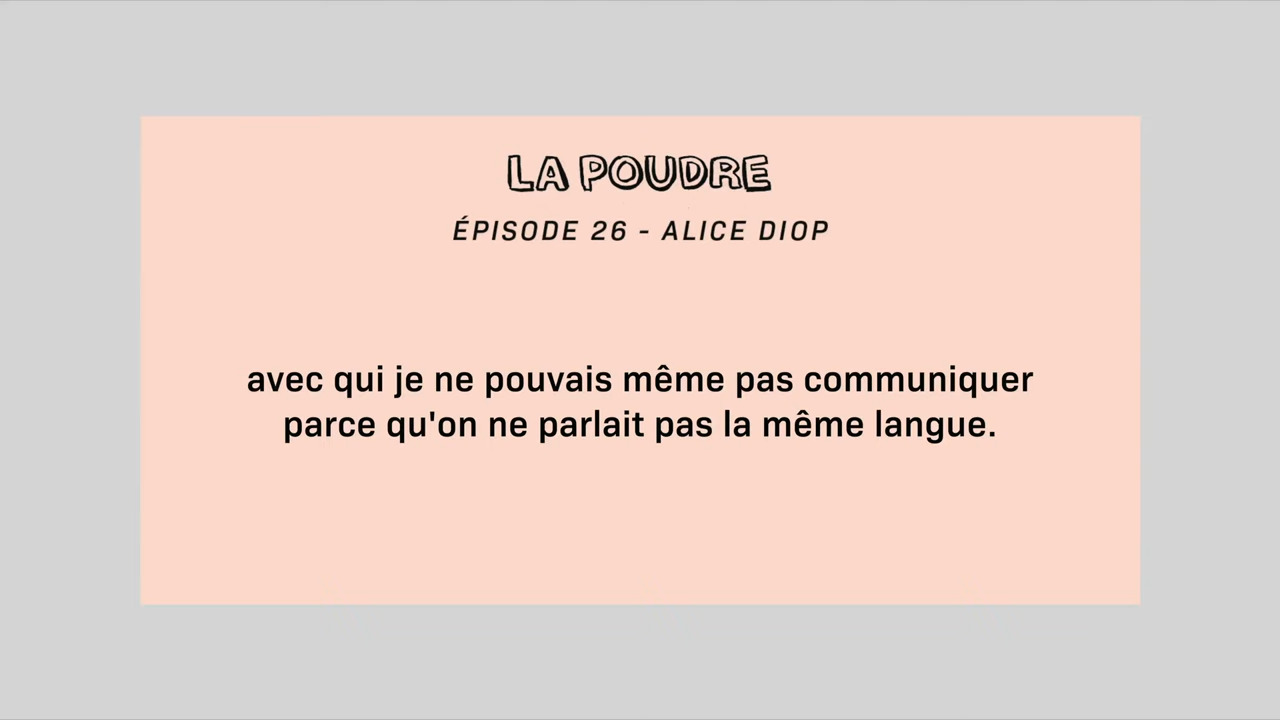 LA POUDRE
ÉPISODE 26 - ALICE DIOP
avec qui je ne pouvais même pas communiquer
parce qu'on ne parlait pas la même langue.